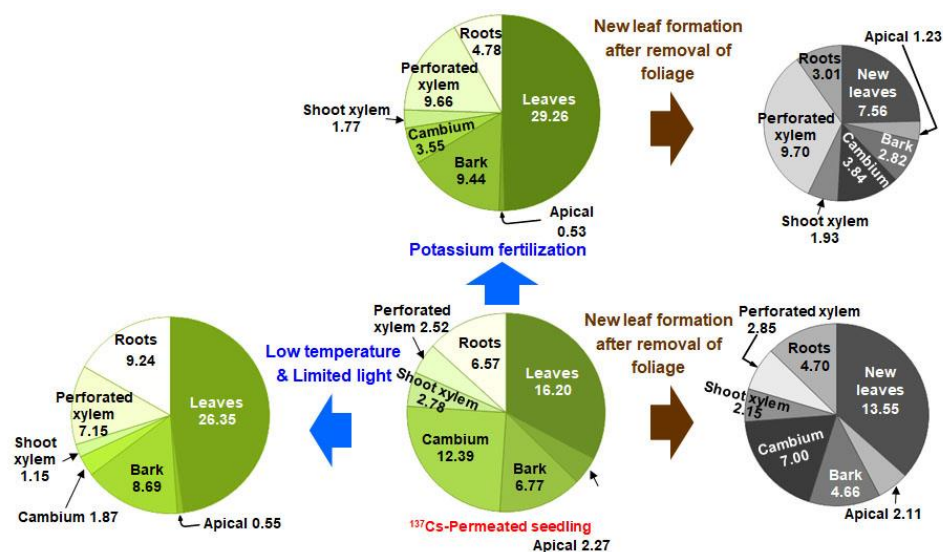 Roots
4.78
Perforated
xylem
9.66
Shoot xylem
1.77
Cambium
3.55
Bark
9.44
Leaves
29.26
Apical
0.53
Potassium fertilization
New leaf formation
after removal of
foliage
Apical 1.23
Roots
3.01
New
leaves
7.56
Perforated
xylem
9.70
Bark
2.82
Cambium
3.84
Shoot xylem
1.93
Roots
9.24
Perforated
xylem
7.15
Shoot
xylem
1.15
Leaves
26.35
Bark
8.69
Cambium 1.87
Apical 0.55
Low temperature
& Limited light
Perforated
xylem 2.52
Roots
6.57
Leaves
16.20
Shoot xylem
2.78
Cambium
12.39
Bark
6.77
137Cs-Permeated seedling
Apical 2.27
New leaf formation
after removal of
foliage
Perforated xylem
2.85
Roots
4.70
New
leaves
13.55
Shoot xylem
2.15
Cambium
7.00
Bark
4.66
Apical 2.11